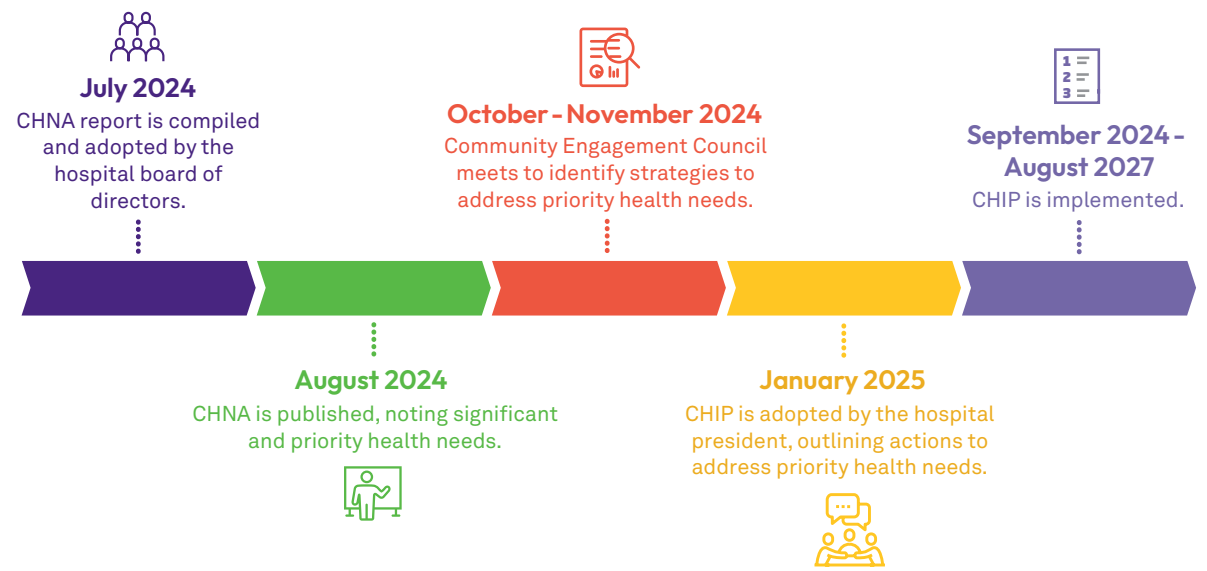 July 2024
CHNA report is compiled
and adopted by the
hospital board of
directors.
August 2024
CHNA is published, noting significant
and priority health needs.
October - November 2024
Community Engagement Council
meets to identify strategies to
address priority health needs.
January 2025
CHIP is adopted by the hospital
president, outlining actions to
address priority health needs.
1
2
3
September 2024 -
August 2027
CHIP is implemented.